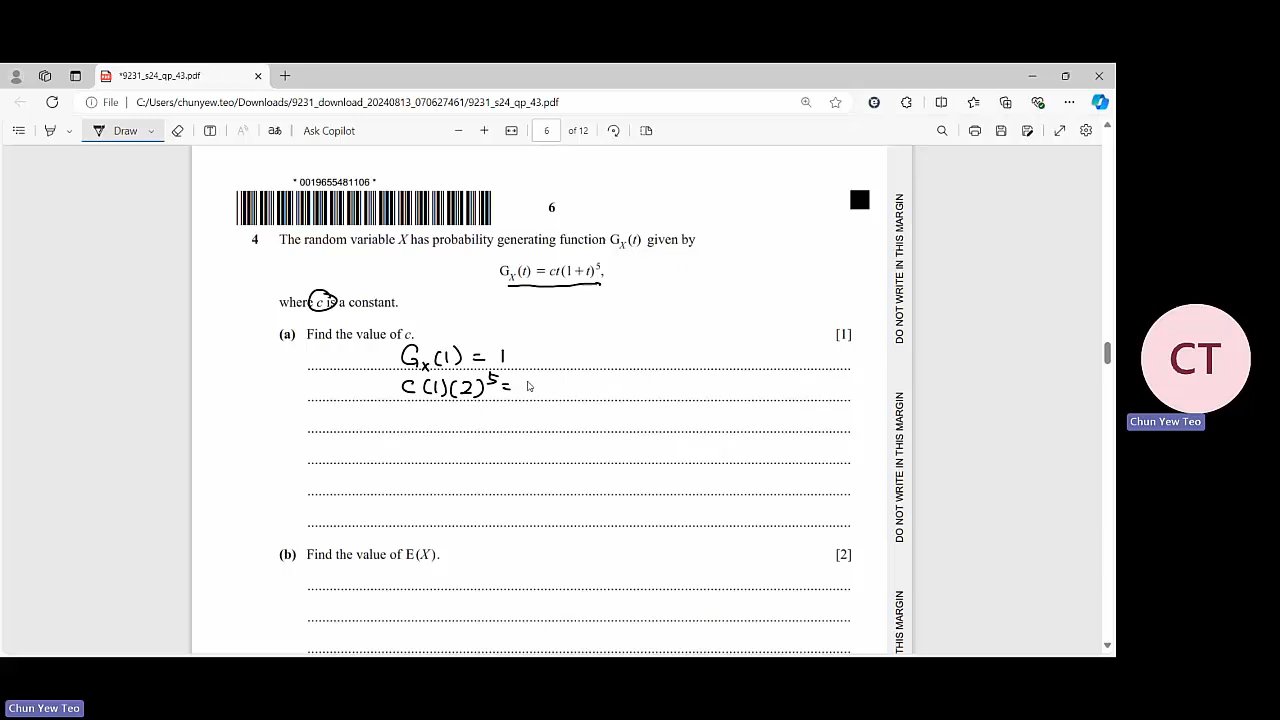 *9231_s24_qp_43.pdf
File C:/Users/chunyew.teo/Downloads/9231_download_20240813_070627461/9231_s24_qp_43.pdf
Draw
Ask Copilot
6 of 12
* 0019655481106 *
6
4 The random variable X has probability generating function G_X(t) given by
G_X(t) = ct(1+t)^5,
where c is a constant.
(a) Find the value of c. [1]
G_x(1) = 1
c(1)(2)^5 =
(b) Find the value of E(X). [2]
DO NOT WRITE IN THIS MARGIN
DO NOT WRITE IN THIS MARGIN
THIS MARGIN
CT
Chun Yew Teo
Chun Yew Teo